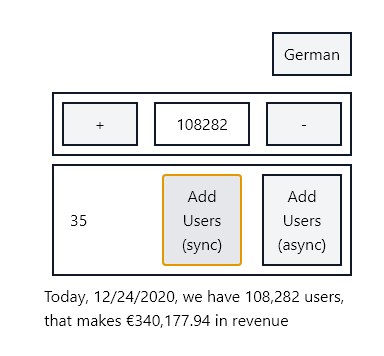 German
+ 108282 -
35
Add
Users
(sync)
Add
Users
(async)
Today, 12/24/2020, we have 108,282 users,
that makes €340,177.94 in revenue